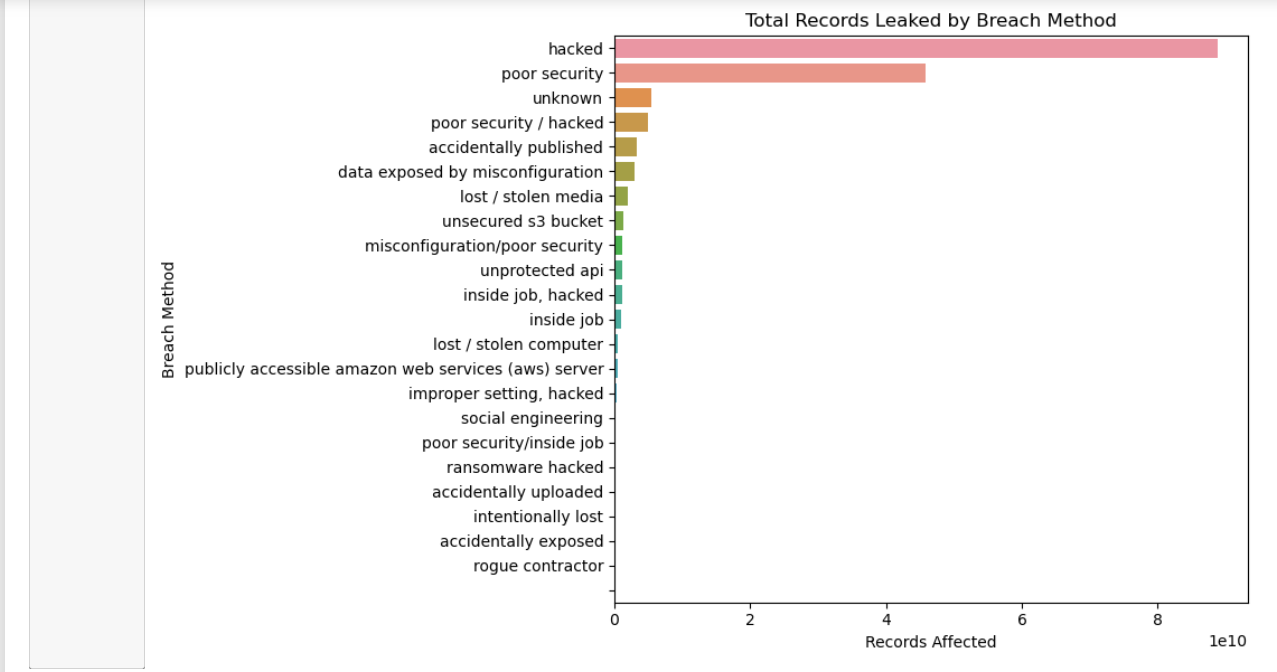 Total Records Leaked by Breach Method
hacked
poor security
unknown
poor security / hacked
accidentally published
data exposed by misconfiguration
lost / stolen media
unsecured s3 bucket
misconfiguration/poor security
unprotected api
inside job, hacked
inside job
lost / stolen computer
publicly accessible amazon web services (aws) server
improper setting, hacked
social engineering
poor security/inside job
ransomware hacked
accidentally uploaded
intentionally lost
accidentally exposed
rogue contractor
Breach Method
0 2 4 6 8
Records Affected
1e10